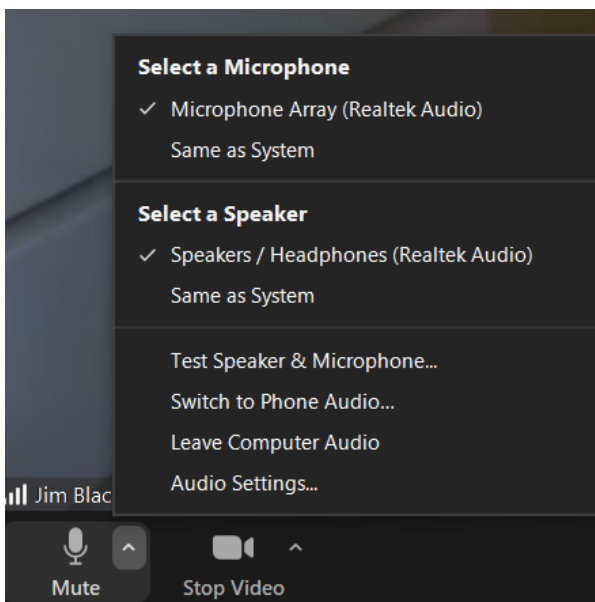 Select a Microphone
Microphone Array (Realtek Audio)
Same as System
Select a Speaker
Speakers / Headphones (Realtek Audio)
Same as System
Test Speaker & Microphone...
Switch to Phone Audio...
Leave Computer Audio
Audio Settings...
Jim Blac
Mute
Stop Video